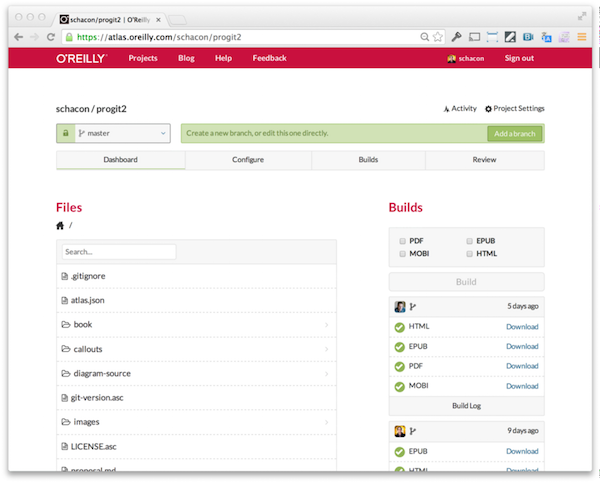 schacon/progit2 | O'Reilly
https://atlas.oreilly.com/schacon/progit2
O'REILLY Projects Blog Help Feedback schacon Sign out
schacon / progit2 Activity Project Settings
master Create a new branch, or edit this one directly. Add a branch
Dashboard Configure Builds Review
Files
/
Search...
.gitignore
atlas.json
book
callouts
diagram-source
git-version.asc
images
LICENSE.asc
proposal.md
Builds
PDF EPUB
MOBI HTML
Build
5 days ago
HTML Download
EPUB Download
PDF Download
MOBI Download
Build Log
9 days ago
EPUB Download
HTML Download